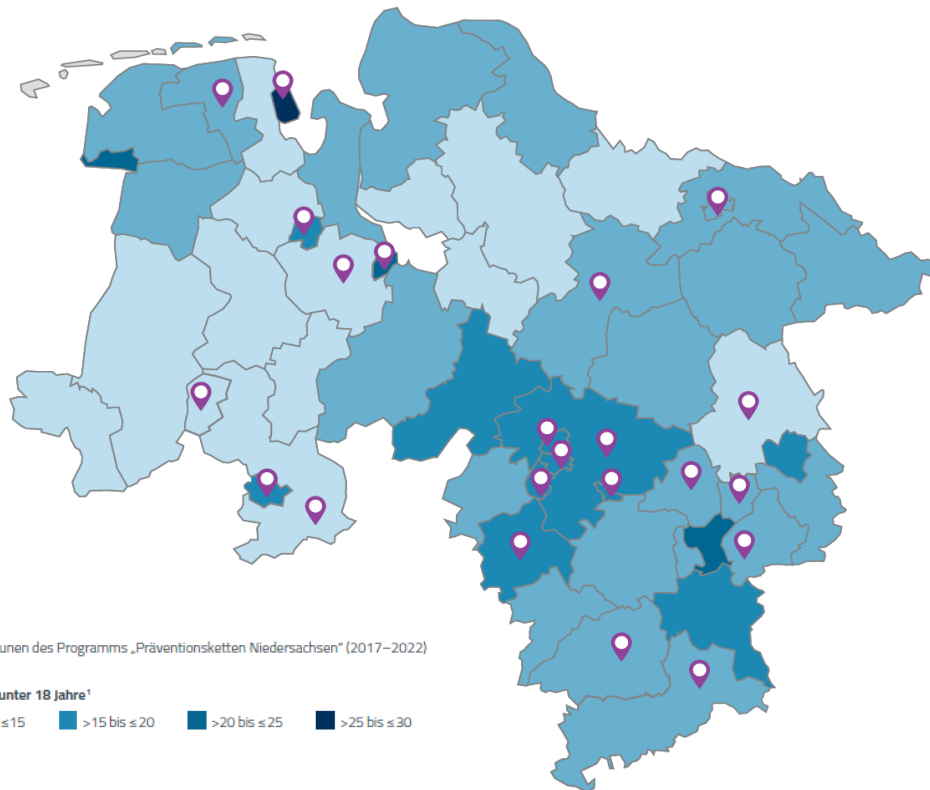 unen des Programms „Präventionsketten Niedersachsen“ (2017–2022)
unter 18 Jahre¹
≤15 >15 bis ≤20 >20 bis ≤25 >25 bis ≤30